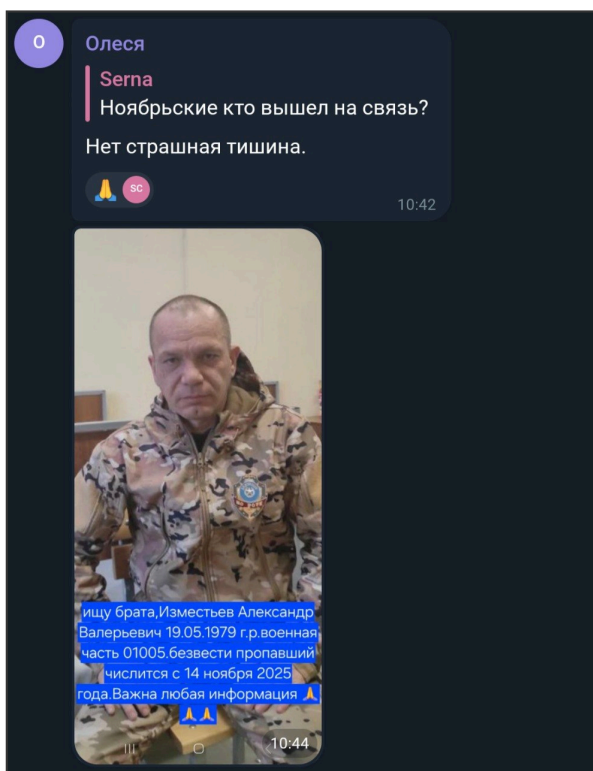 О
Олеся
Serna
Ноябрьские кто вышел на связь?
Нет страшная тишина.
🙏 SC
10:42
ищу брата,Изместьев Александр
Валерьевич 19.05.1979 г.р.военная
часть 01005.безвести пропавший
числится с 14 ноября 2025
года.Важна любая информация 🙏
🙏🙏
10:44